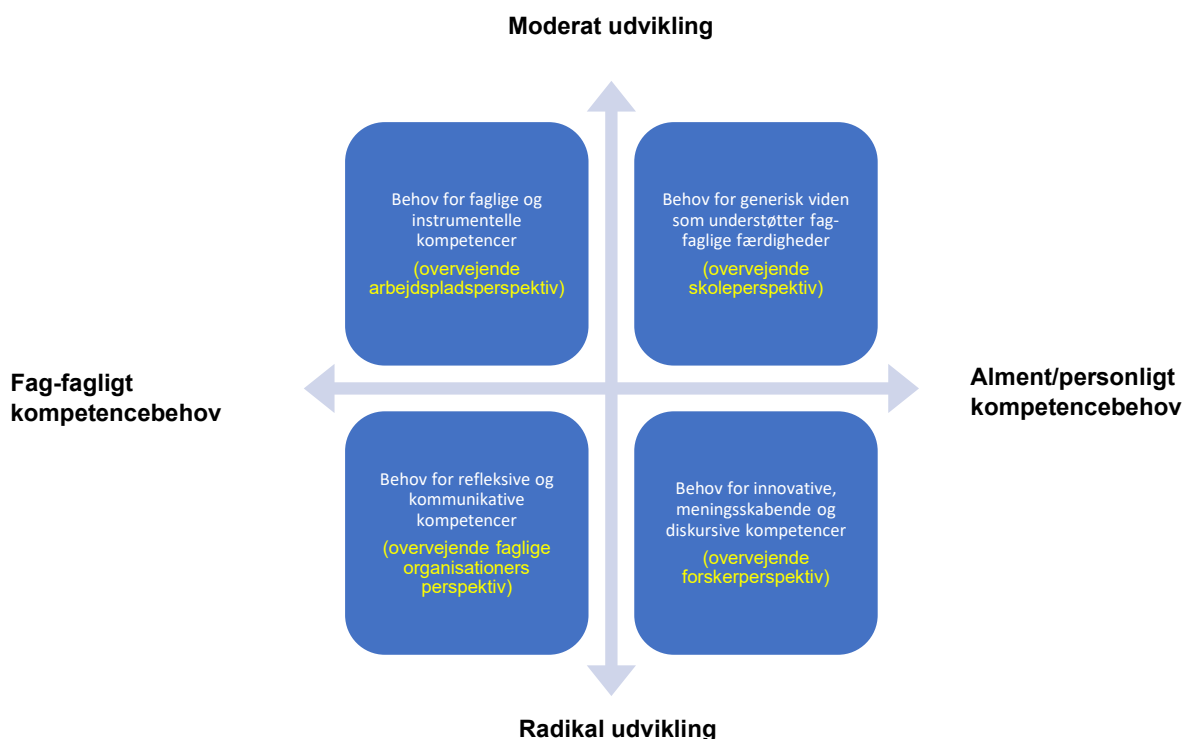 Moderat udvikling
Behov for faglige og
instrumentelle
kompetencer
(overvejende
arbejdspladsperspektiv)
Behov for generisk viden
som understøtter fag-
faglige færdigheder
(overvejende
skoleperspektiv)
Fag-fagligt
kompetencebehov
Alment/personligt
kompetencebehov
Behov for refleksive og
kommunikative
kompetencer
(overvejende faglige
organisationers
perspektiv)
Behov for innovative,
meningsskabende og
diskursive kompetencer
(overvejende
forskerperspektiv)
Radikal udvikling